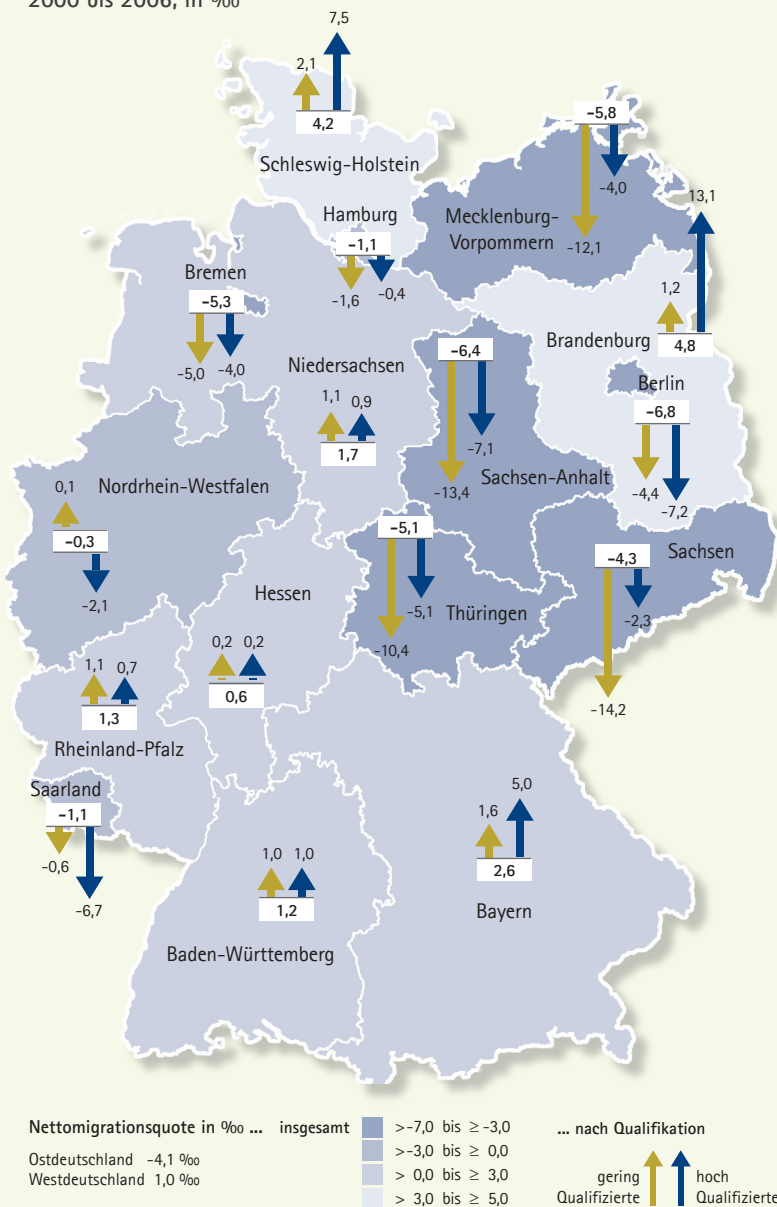 2000 bis 2006, in ‰
7,5
2,1
4,2
Schleswig-Holstein
-5,8
-4,0
Mecklenburg-
Vorpommern
-12,1
13,1
Hamburg
-1,1
-1,6
-0,4
Bremen
-5,3
-5,0
-4,0
1,2
Brandenburg
4,8
Berlin
-6,8
-4,4
-7,2
Niedersachsen
1,1
0,9
1,7
-6,4
-7,1
-13,4
Sachsen-Anhalt
Nordrhein-Westfalen
0,1
-0,3
-2,1
-5,1
-5,1
-10,4
Thüringen
-4,3
Sachsen
-2,3
-14,2
Hessen
0,2
0,2
0,6
1,1
0,7
1,3
Rheinland-Pfalz
Saarland
-1,1
-0,6
-6,7
5,0
1,6
2,6
Bayern
1,0
1,0
1,2
Baden-Württemberg
Nettomigrationsquote in ‰ ... insgesamt
Ostdeutschland -4,1 ‰
Westdeutschland 1,0 ‰
>-7,0 bis ≥ -3,0
>-3,0 bis ≥ 0,0
> 0,0 bis ≥ 3,0
> 3,0 bis ≥ 5,0
... nach Qualifikation
gering
Qualifizierte
hoch
Qualifizierte